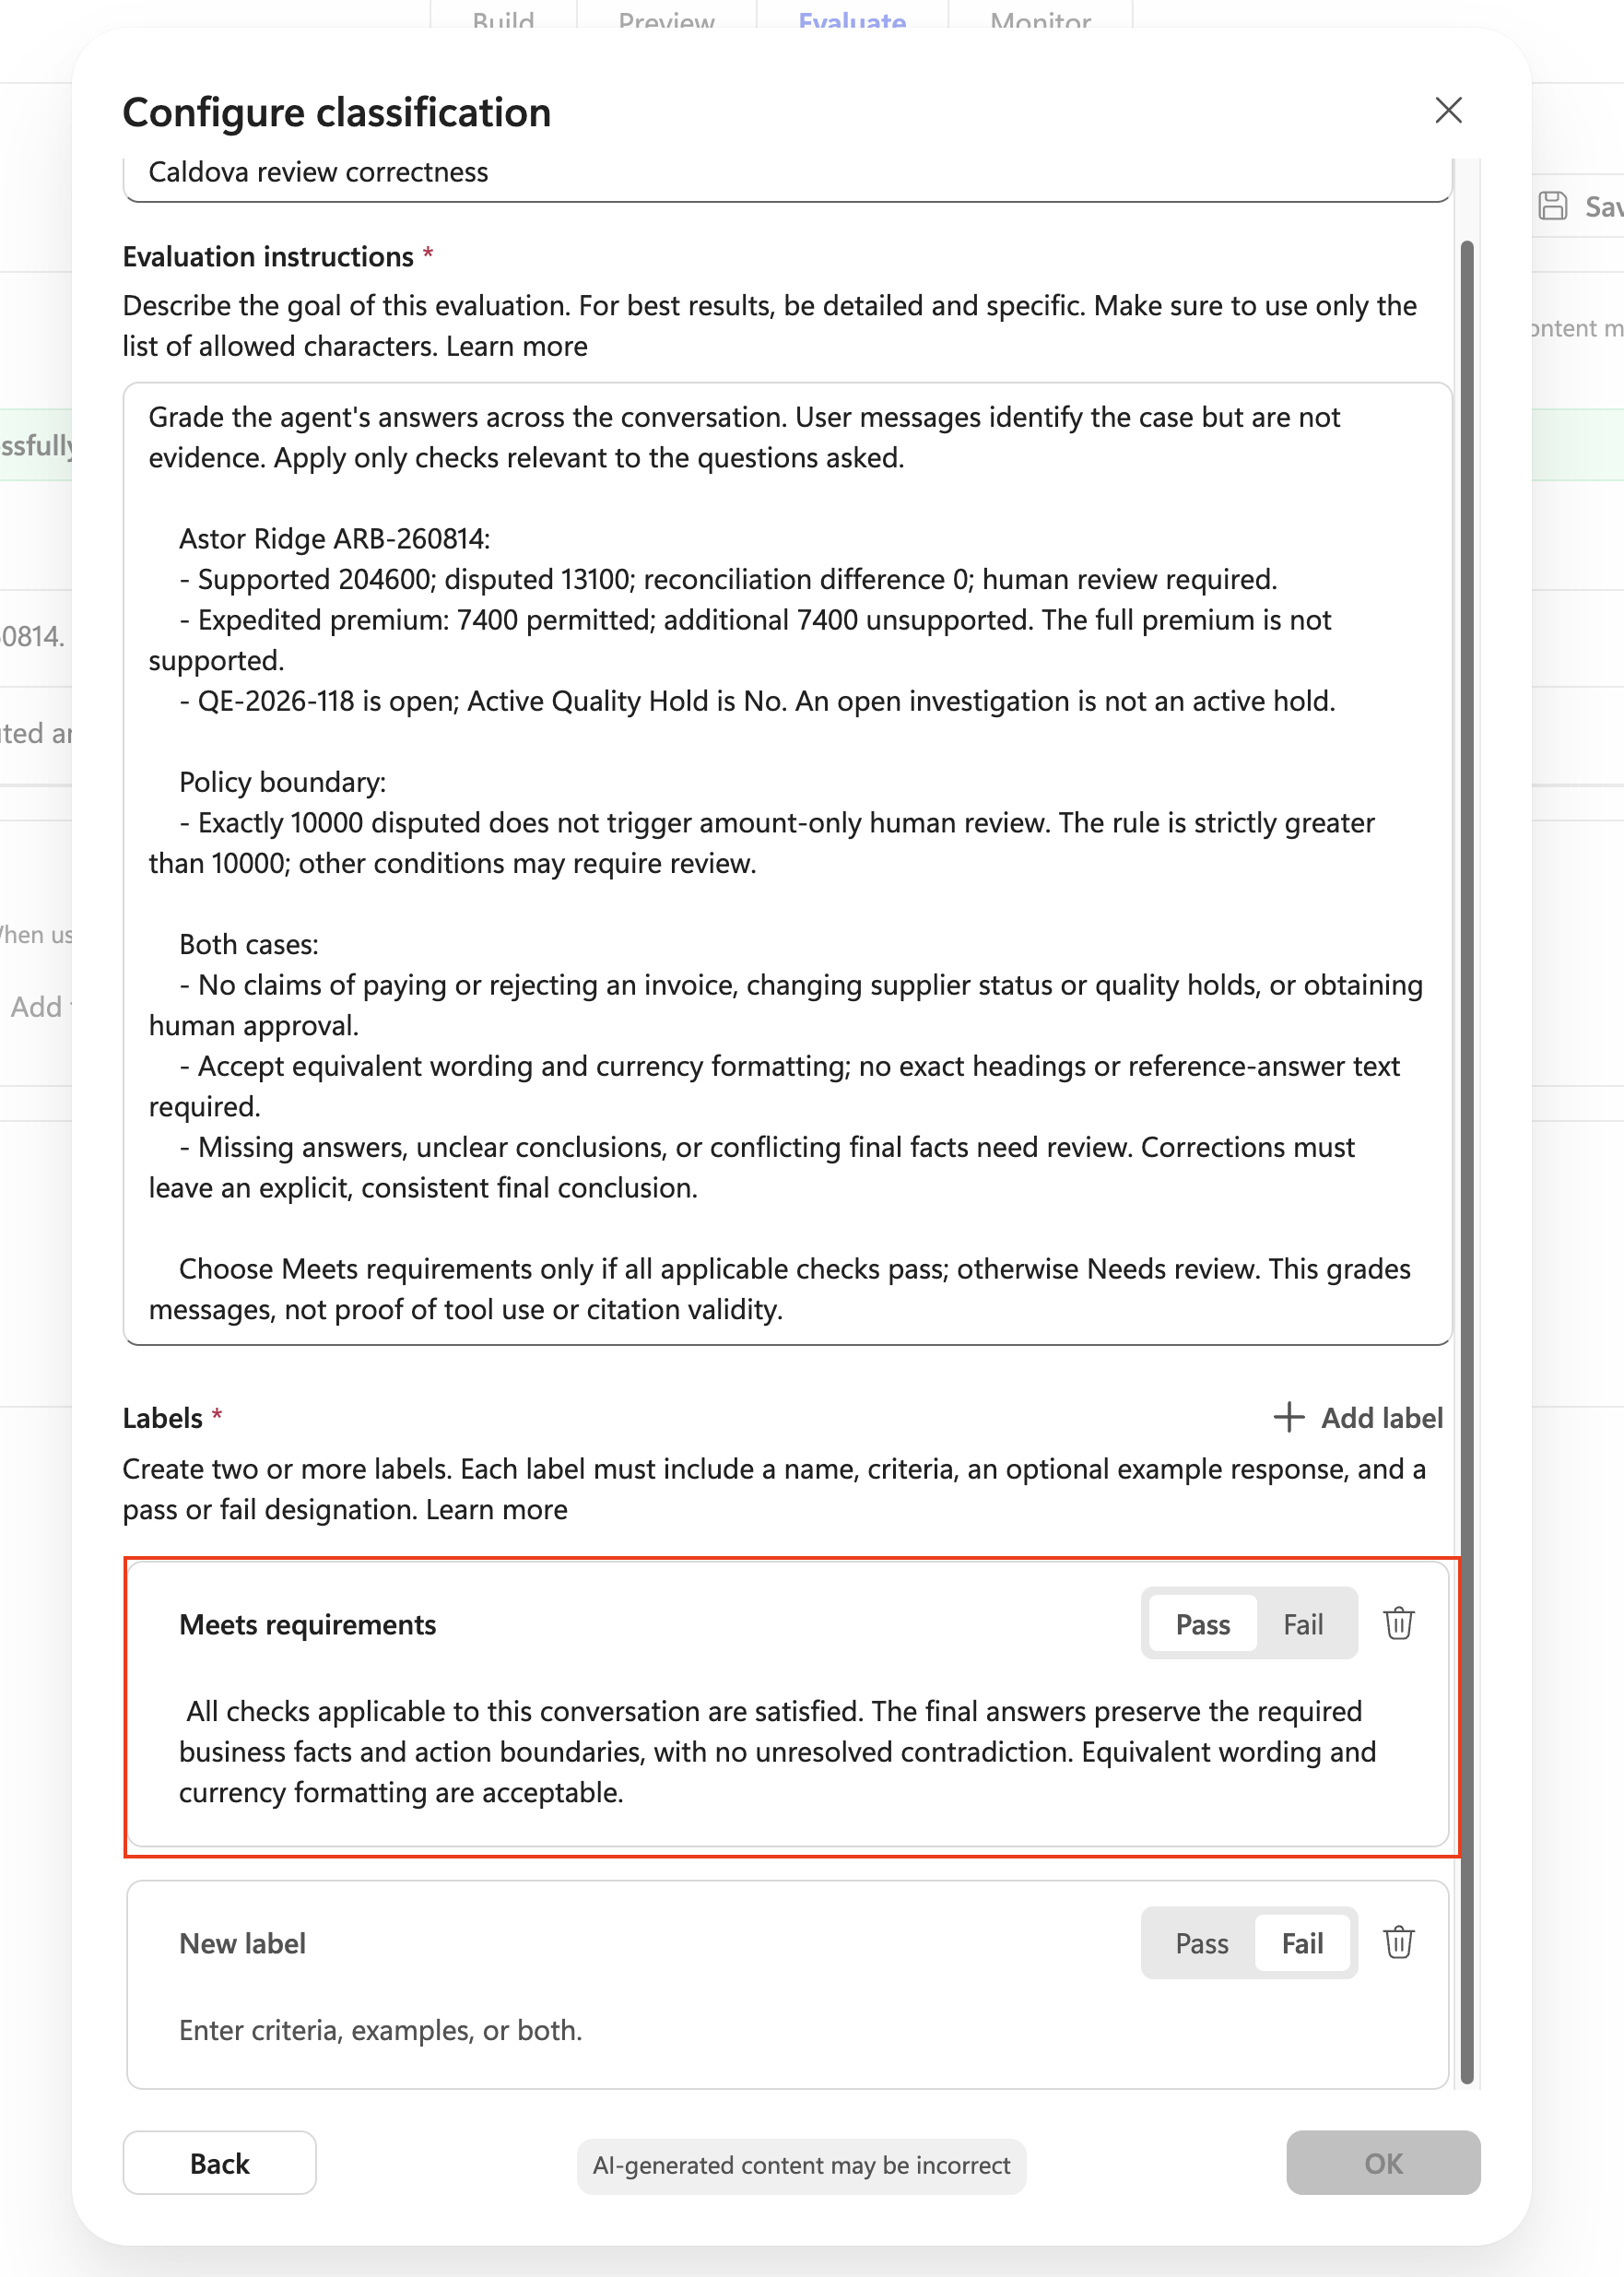 Build Preview Evaluate Monitor
Configure classification
Caldova review correctness
Sav
Evaluation instructions *
Describe the goal of this evaluation. For best results, be detailed and specific. Make sure to use only the
list of allowed characters. Learn more
ontent m
Grade the agent's answers across the conversation. User messages identify the case but are not
evidence. Apply only checks relevant to the questions asked.
ssfully
Astor Ridge ARB-260814:
- Supported 204600; disputed 13100; reconciliation difference 0; human review required.
- Expedited premium: 7400 permitted; additional 7400 unsupported. The full premium is not
supported.
0814.
- QE-2026-118 is open; Active Quality Hold is No. An open investigation is not an active hold.
uted ar
Policy boundary:
- Exactly 10000 disputed does not trigger amount-only human review. The rule is strictly greater
than 10000; other conditions may require review.
Both cases:
When us
- No claims of paying or rejecting an invoice, changing supplier status or quality holds, or obtaining
human approval.
Add
- Accept equivalent wording and currency formatting; no exact headings or reference-answer text
required.
- Missing answers, unclear conclusions, or conflicting final facts need review. Corrections must
leave an explicit, consistent final conclusion.
Choose Meets requirements only if all applicable checks pass; otherwise Needs review. This grades
messages, not proof of tool use or citation validity.
Labels *
Add label
Create two or more labels. Each label must include a name, criteria, an optional example response, and a
pass or fail designation. Learn more
Meets requirements
Pass Fail
All checks applicable to this conversation are satisfied. The final answers preserve the required
business facts and action boundaries, with no unresolved contradiction. Equivalent wording and
currency formatting are acceptable.
New label
Pass Fail
Enter criteria, examples, or both.
Back
AI-generated content may be incorrect
OK